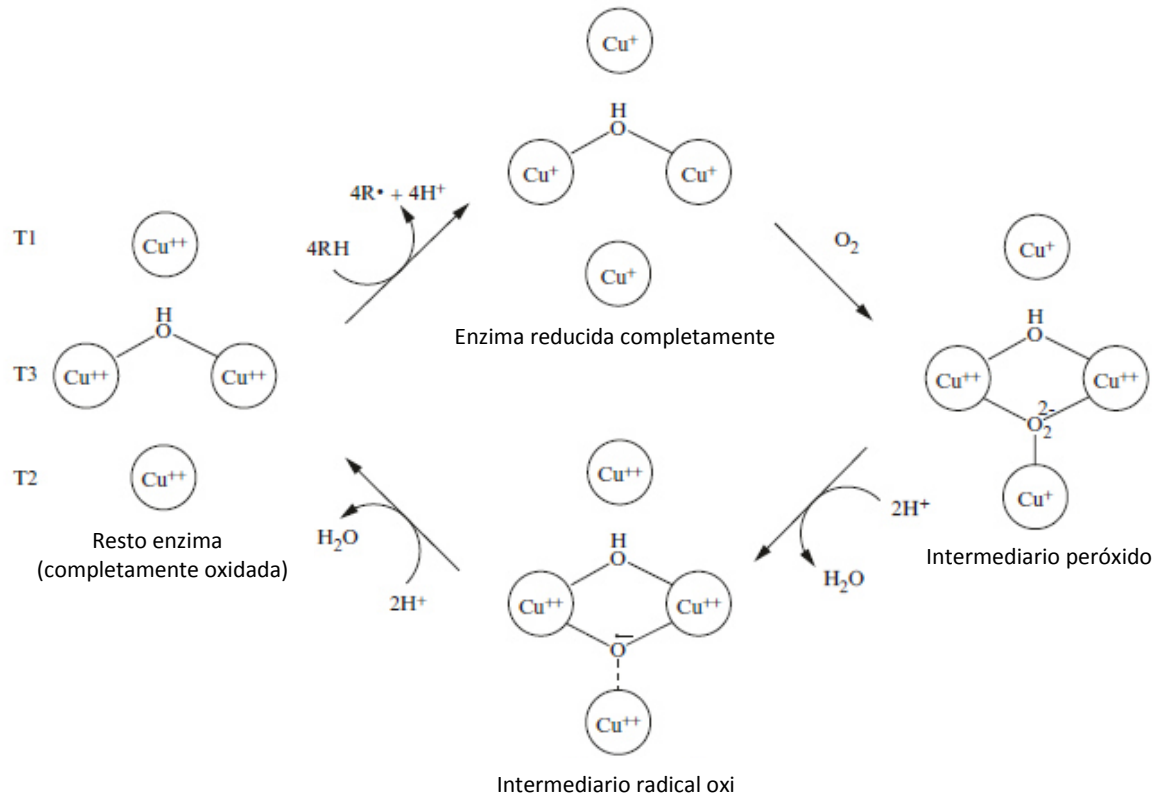 Cu⁺
H
O
Cu⁺ Cu⁺
4R• + 4H⁺
T1 Cu⁺⁺ 4RH Cu⁺ O₂ Cu⁺
H
O
Enzima reducida completamente
H
O
T3 Cu⁺⁺ Cu⁺⁺ Cu⁺⁺ Cu⁺⁺
O₂²⁻
T2 Cu⁺⁺ Cu⁺⁺ Cu⁺
2H⁺
Resto enzima
(completamente oxidada)
H₂O
H
O
Intermediario peróxido
H₂O
2H⁺ Cu⁺⁺ Cu⁺⁺
O⁻
Cu⁺⁺
Intermediario radical oxi